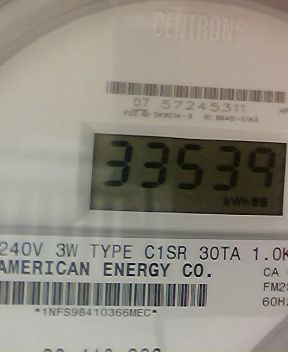 CENTRON®
07 57245311
33539
kWh
240V 3W TYPE C1SR 30TA 1.0K
AMERICAN ENERGY CO.
CA
FM2S
60H
*1NFS98410366MEC*